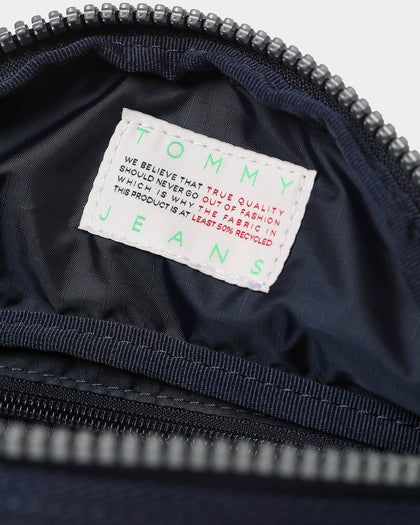 TOMMY
WE BELIEVE THAT TRUE QUALITY
SHOULD NEVER GO OUT OF FASHION
WHICH IS WHY THE FABRIC IN
THIS PRODUCT IS AT LEAST 50% RECYCLED
JEANS